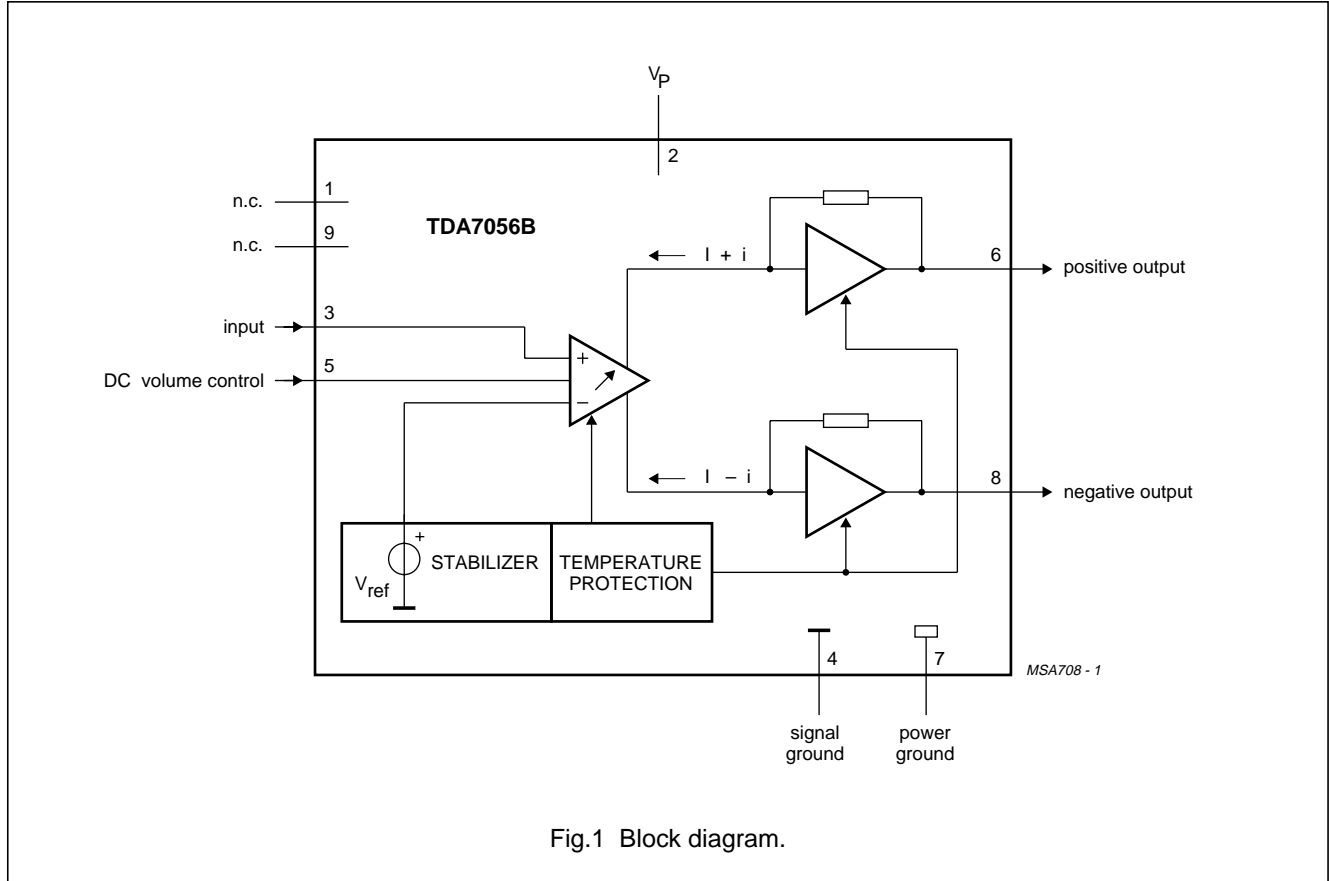 V_P
2
n.c. 1
n.c. 9
TDA7056B
I + i
6 positive output
input 3
DC volume control 5
+
−
I − i
8 negative output
+
V_ref
STABILIZER
TEMPERATURE
PROTECTION
4
7
MSA708 - 1
signal
ground
power
ground
Fig.1 Block diagram.